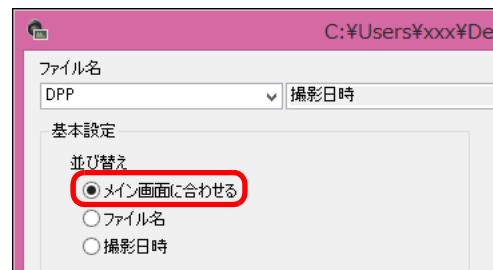 C:¥Users¥xxx¥De
ファイル名
DPP 撮影日時
基本設定
並び替え
メイン画面に合わせる
ファイル名
撮影日時